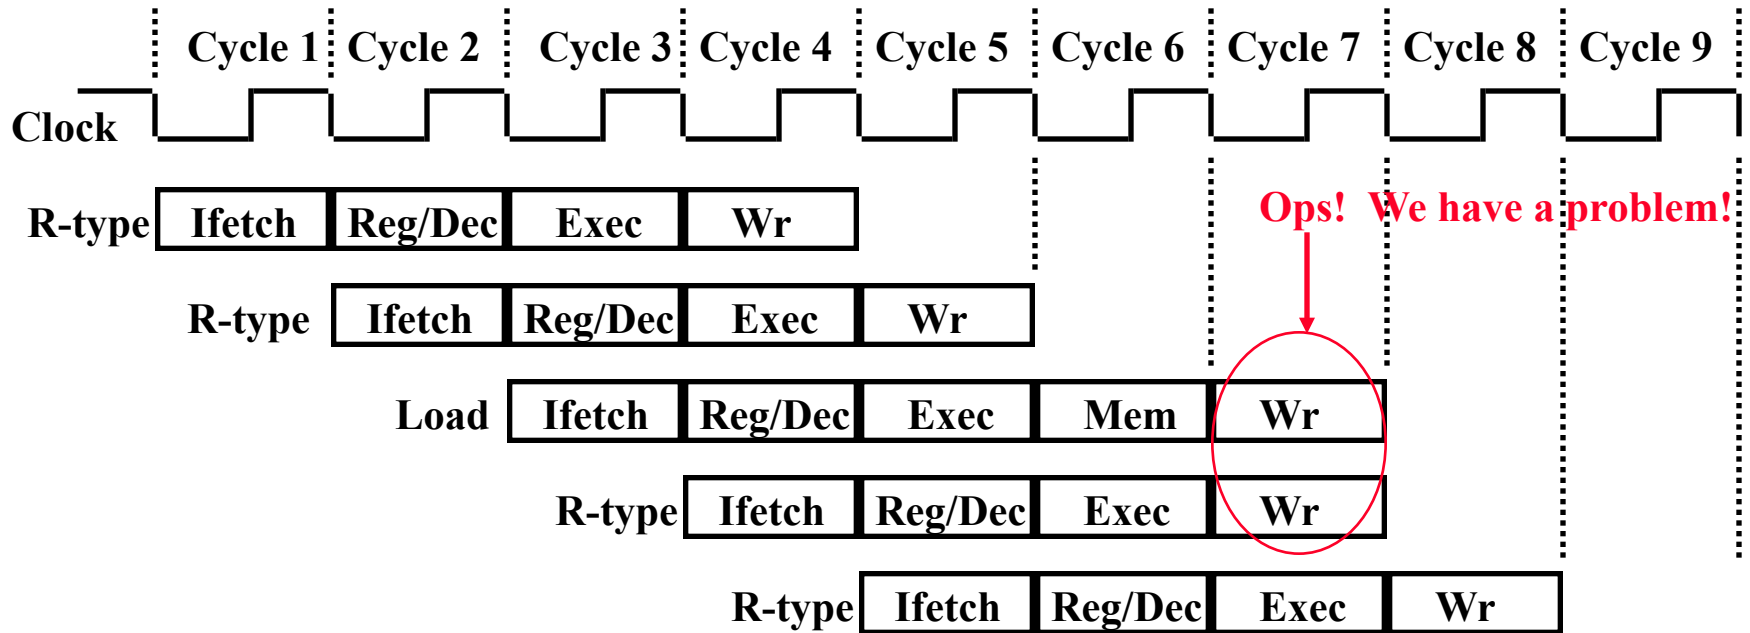 Cycle 1 Cycle 2 Cycle 3 Cycle 4 Cycle 5 Cycle 6 Cycle 7 Cycle 8 Cycle 9
Clock
Ops! We have a problem!
R-type Ifetch Reg/Dec Exec Wr
R-type Ifetch Reg/Dec Exec Wr
Load Ifetch Reg/Dec Exec Mem Wr
R-type Ifetch Reg/Dec Exec Wr
R-type Ifetch Reg/Dec Exec Wr